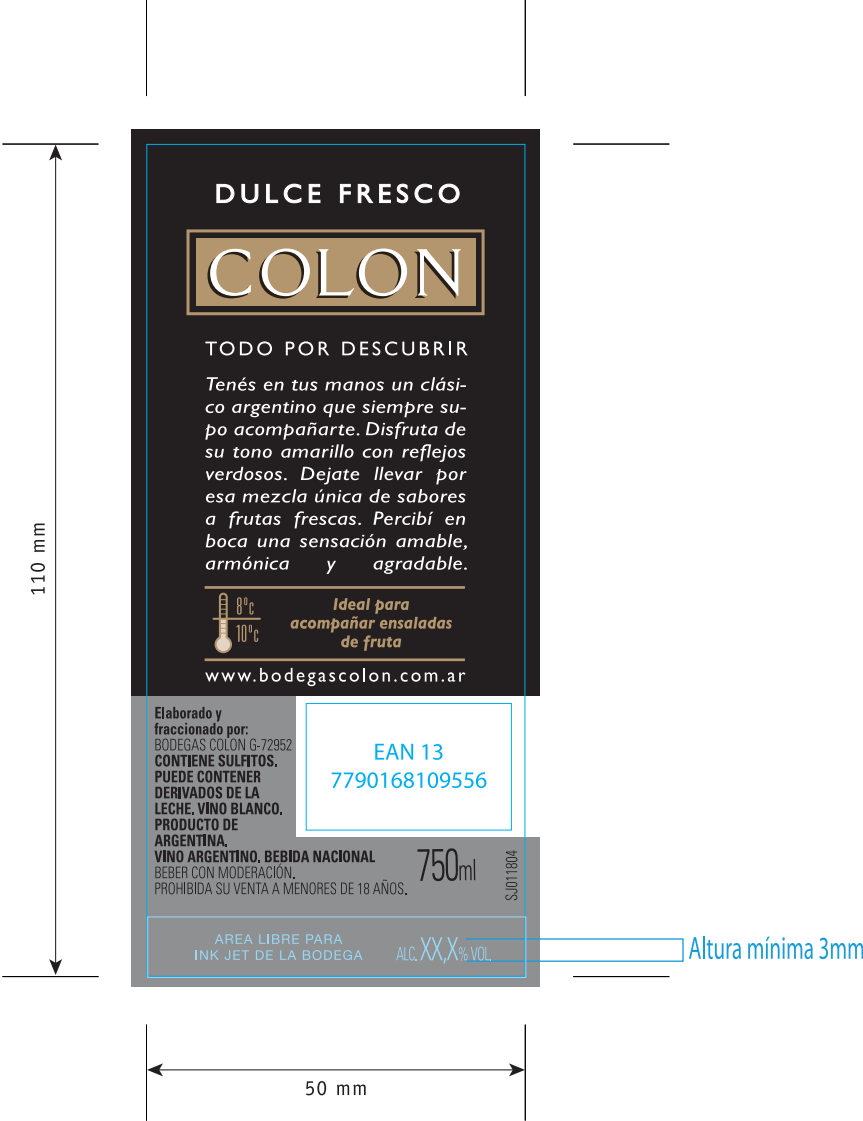 DULCE FRESCO
COLON
TODO POR DESCUBRIR
Tenés en tus manos un clási-
co argentino que siempre su-
po acompañarte. Disfruta de
su tono amarillo con reflejos
verdosos. Dejate llevar por
esa mezcla única de sabores
a frutas frescas. Percibí en
boca una sensación amable,
armónica y agradable.
8ºc
10ºc
Ideal para
acompañar ensaladas
de fruta
www.bodegascolon.com.ar
Elaborado y
fraccionado por:
BODEGAS COLON G-72952
CONTIENE SULFITOS.
PUEDE CONTENER
DERIVADOS DE LA
LECHE. VINO BLANCO.
PRODUCTO DE
ARGENTINA.
VINO ARGENTINO. BEBIDA NACIONAL
BEBER CON MODERACIÓN.
PROHIBIDA SU VENTA A MENORES DE 18 AÑOS.
EAN 13
7790168109556
750ml
SJ011804
AREA LIBRE PARA
INK JET DE LA BODEGA
ALC. XX,X% VOL.
Altura mínima 3mm
110 mm
50 mm